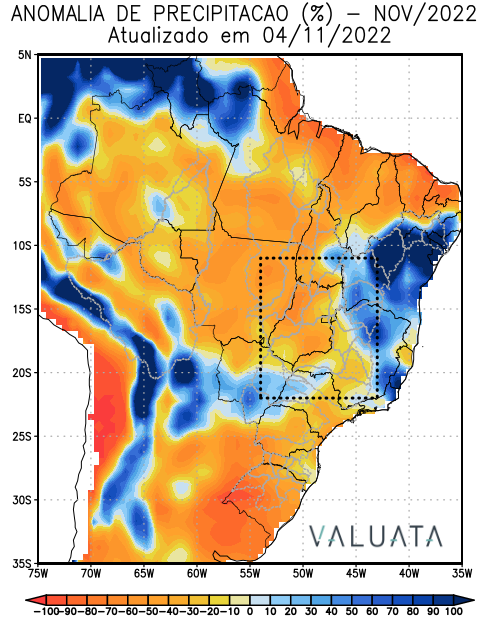 ANOMALIA DE PRECIPITACAO (%) – NOV/2022
Atualizado em 04/11/2022
5N
EQ
5S
10S
15S
20S
25S
30S
35S
VALUATA
75W 70W 65W 60W 55W 50W 45W 40W 35W
-100 -90 -80 -70 -60 -50 -40 -30 -20 -10 0 10 20 30 40 50 60 70 80 90 100